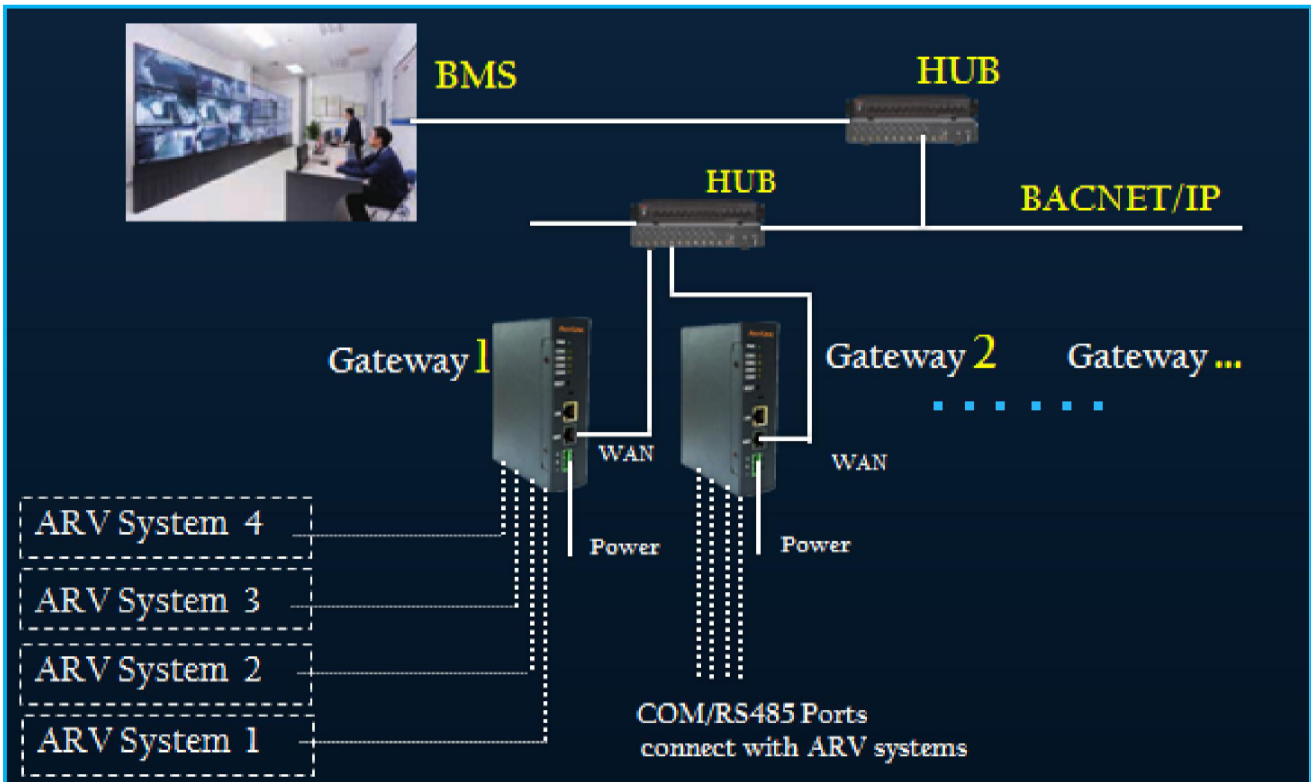 BMS
HUB
HUB
BACNET/IP
Gateway 1
Gateway 2
Gateway ...
WAN
WAN
Power
Power
ARV System 4
ARV System 3
ARV System 2
ARV System 1
COM/RS485 Ports
connect with ARV systems